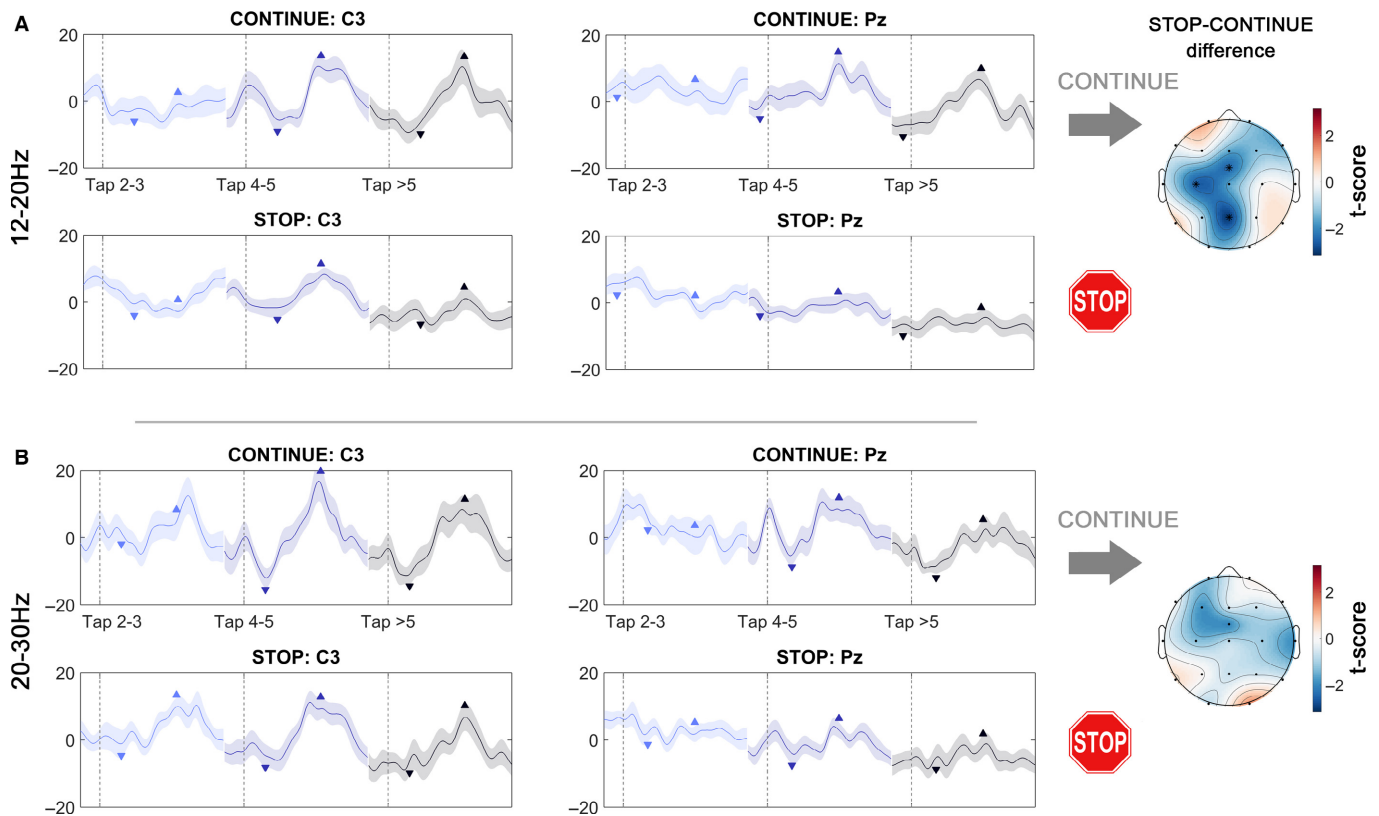 A
CONTINUE: C3
CONTINUE: Pz
STOP-CONTINUE
difference
12-20Hz
20
0
−20
Tap 2-3
Tap 4-5
Tap >5
20
0
−20
Tap 2-3
Tap 4-5
Tap >5
CONTINUE
2
0
−2
t-score
STOP: C3
STOP: Pz
20
0
−20
20
0
−20
STOP
B
CONTINUE: C3
CONTINUE: Pz
20-30Hz
20
0
−20
Tap 2-3
Tap 4-5
Tap >5
20
0
−20
Tap 2-3
Tap 4-5
Tap >5
CONTINUE
2
0
−2
t-score
STOP: C3
STOP: Pz
20
0
−20
20
0
−20
STOP